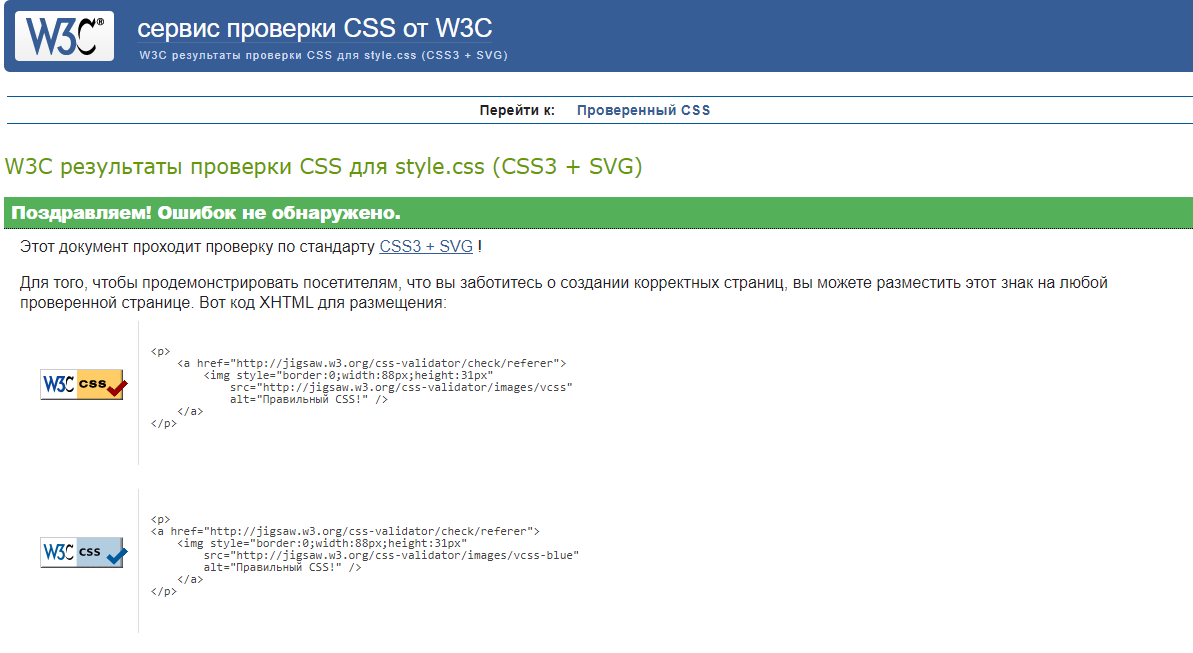 W3C®
сервис проверки CSS от W3C
W3C результаты проверки CSS для style.css (CSS3 + SVG)
Перейти к: Проверенный CSS
W3C результаты проверки CSS для style.css (CSS3 + SVG)
Поздравляем! Ошибок не обнаружено.
Этот документ проходит проверку по стандарту CSS3 + SVG !
Для того, чтобы продемонстрировать посетителям, что вы заботитесь о создании корректных страниц, вы можете разместить этот знак на любой
проверенной странице. Вот код XHTML для размещения:
W3C css
<p>
<a href="http://jigsaw.w3.org/css-validator/check/referer">
<img style="border:0;width:88px;height:31px"
src="http://jigsaw.w3.org/css-validator/images/vcss"
alt="Правильный CSS!" />
</a>
</p>
W3C css
<p>
<a href="http://jigsaw.w3.org/css-validator/check/referer">
<img style="border:0;width:88px;height:31px"
src="http://jigsaw.w3.org/css-validator/images/vcss-blue"
alt="Правильный CSS!" />
</a>
</p>